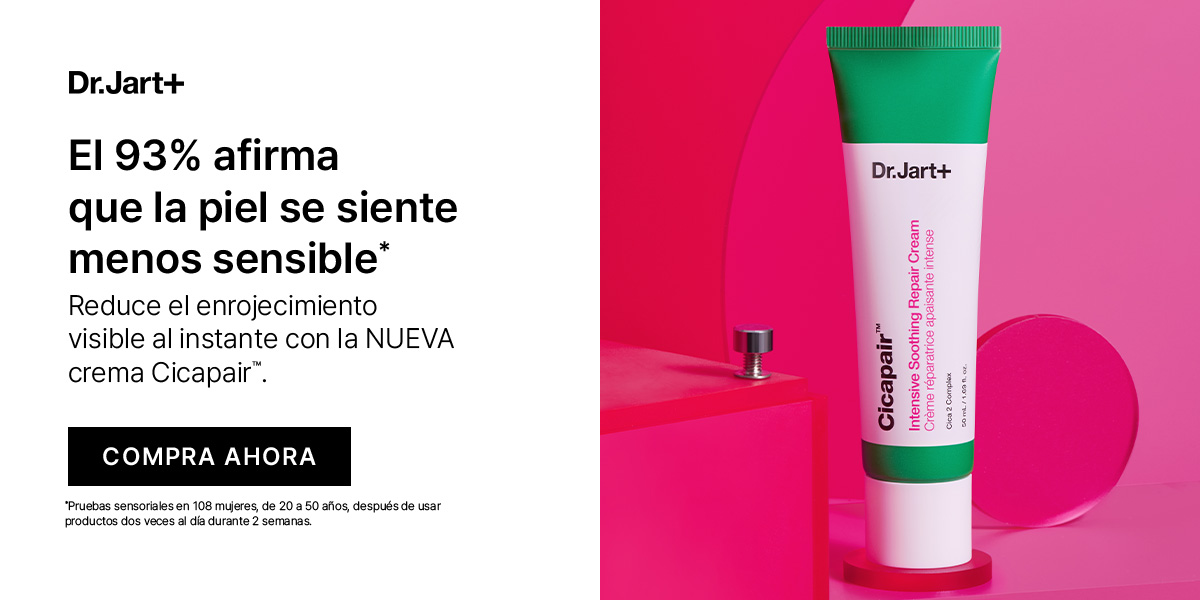 Dr.Jart+
El 93% afirma
que la piel se siente
menos sensible*
Reduce el enrojecimiento
visible al instante con la NUEVA
crema Cicapair™.
COMPRA AHORA
*Pruebas sensoriales en 108 mujeres, de 20 a 50 años, después de usar
productos dos veces al día durante 2 semanas.
Dr.Jart+
Cicapair™
Intensive Soothing Repair Cream
Crème réparatrice apaisante intense
Cica 2 Complex
50 mL / 1.69 fl. oz.